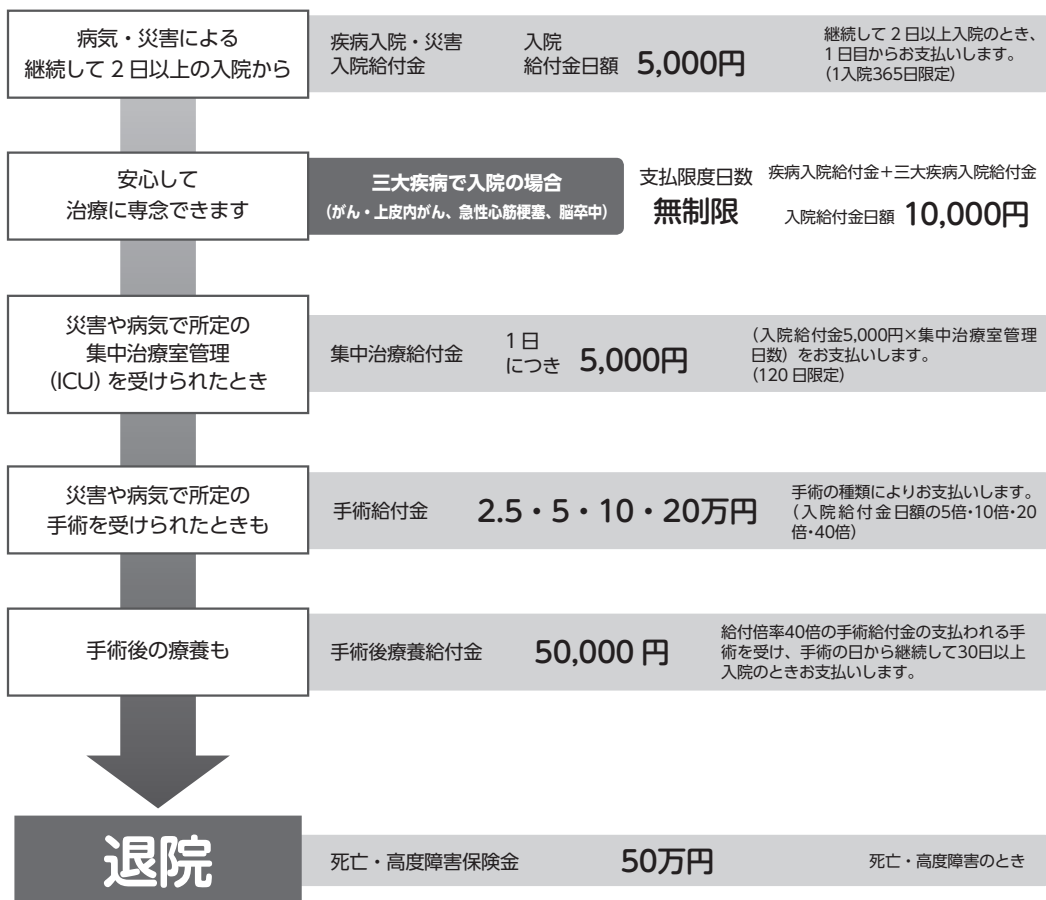 病気・災害による
継続して2日以上の入院から
疾病入院・災害
入院給付金
入院
給付金日額 5,000円
継続して2日以上入院のとき、
1日目からお支払いします。
(1入院365日限定)
安心して
治療に専念できます
三大疾病で入院の場合
(がん・上皮内がん、急性心筋梗塞、脳卒中)
支払限度日数
無制限
疾病入院給付金+三大疾病入院給付金
入院給付金日額 10,000円
災害や病気で所定の
集中治療室管理
(ICU) を受けられたとき
集中治療給付金
1日
につき 5,000円
(入院給付金5,000円×集中治療室管理
日数) をお支払いします。
(120 日限定)
災害や病気で所定の
手術を受けられたときも
手術給付金
2.5・5・10・20万円
手術の種類によりお支払いします。
(入院給付金日額の5倍・10倍・20
倍・40倍)
手術後の療養も
手術後療養給付金
50,000 円
給付倍率40倍の手術給付金の支払われる手
術を受け、手術の日から継続して30日以上
入院のときお支払いします。
退院
死亡・高度障害保険金
50万円
死亡・高度障害のとき